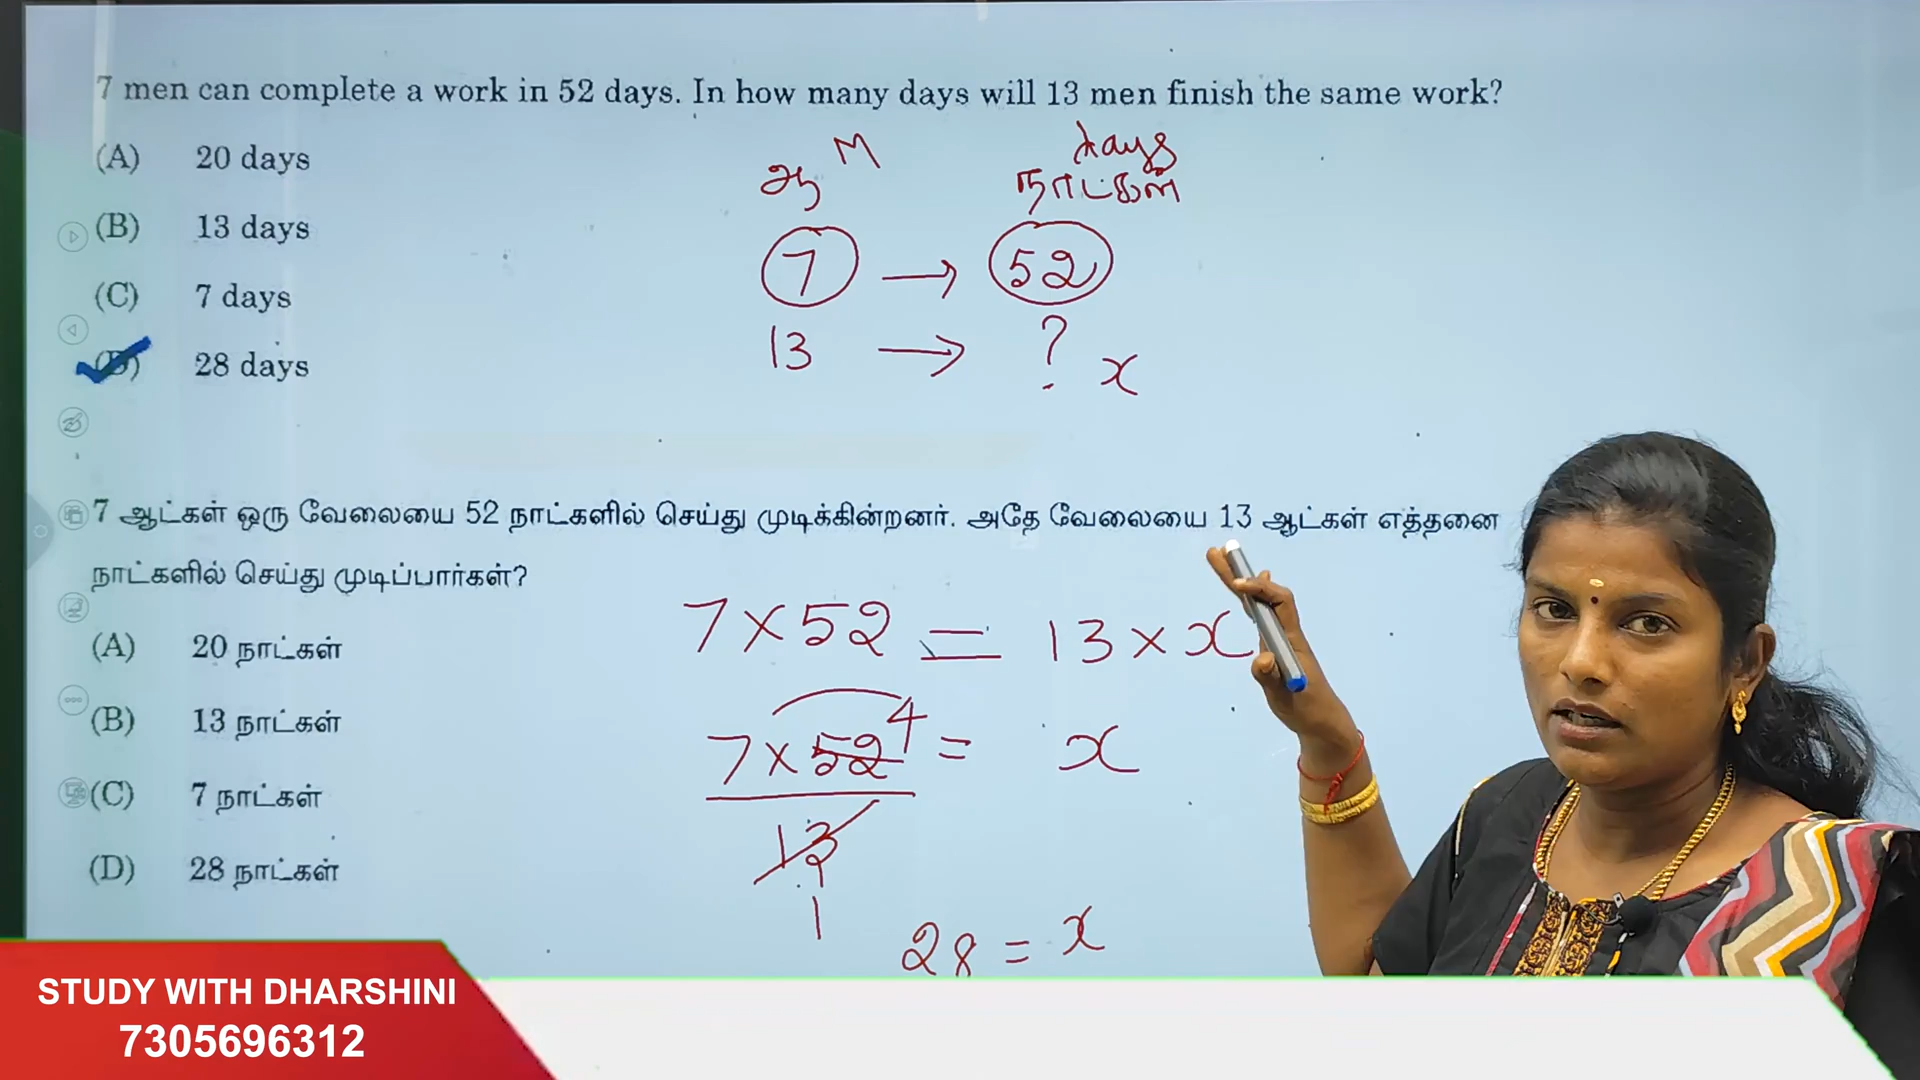 7 men can complete a work in 52 days. In how many days will 13 men finish the same work?
(A) 20 days
(B) 13 days
(C) 7 days
(D) 28 days
ஆ M days
நாட்கள்
7 → 52
13 → ? x
7 ஆட்கள் ஒரு வேலையை 52 நாட்களில் செய்து முடிக்கின்றனர். அதே வேலையை 13 ஆட்கள் எத்தனை
நாட்களில் செய்து முடிப்பார்கள்?
(A) 20 நாட்கள்
(B) 13 நாட்கள்
(C) 7 நாட்கள்
(D) 28 நாட்கள்
7 × 52 = 13 × x
4
7 × 52 = x
13
1
28 = x
STUDY WITH DHARSHINI
7305696312